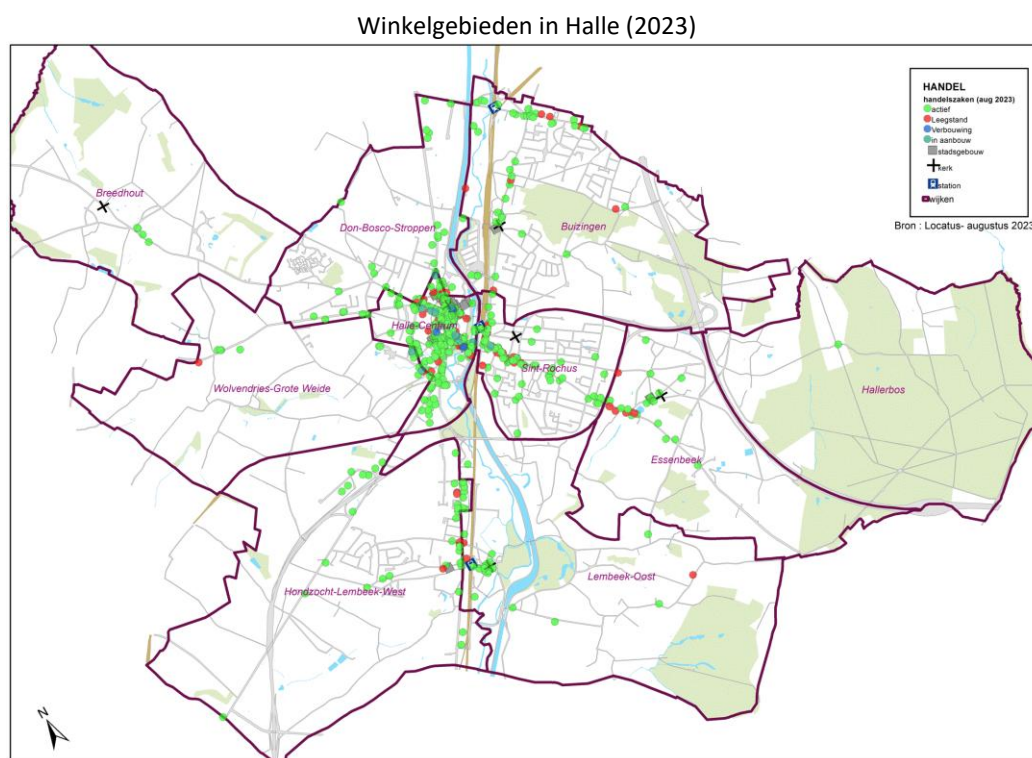 Winkelgebieden in Halle (2023)
HANDEL
handelszaken (aug 2023)
actief
Leegstand
Verbouwing
in aanbouw
stadsgebouw
kerk
station
wijken
Bron : Locatus- augustus 2023
Breedhout
Don-Bosco-Stroppen
Buizingen
Halle-Centrum
Sint-Rochus
Wolvendries-Grote Weide
Hallerbos
Essenbeek
Lembeek-Oost
Hondzocht-Lembeek-West
N